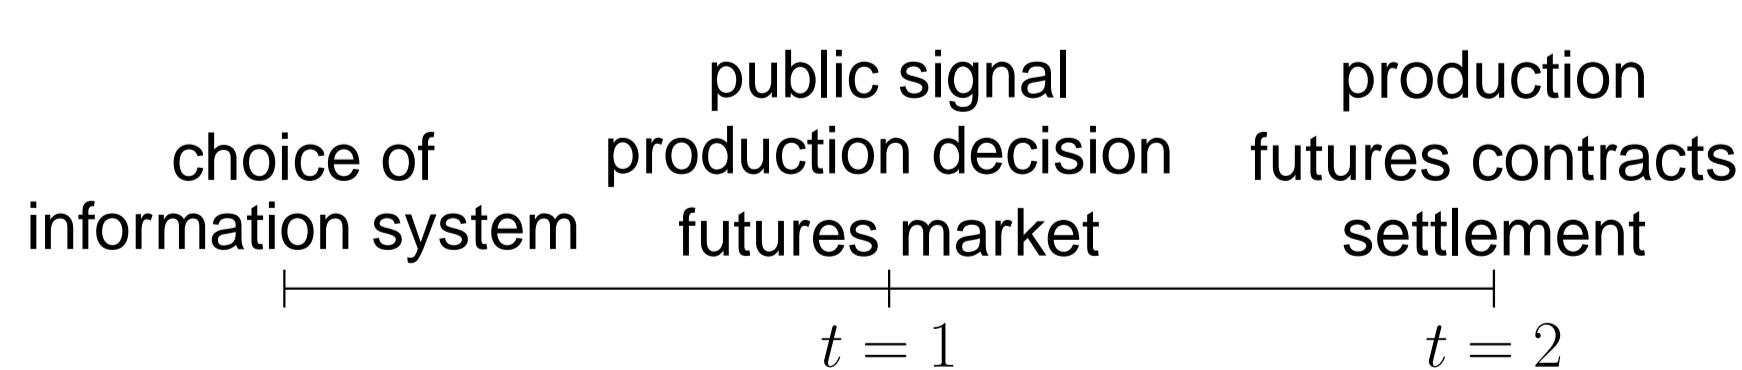 choice of
information system
public signal
production decision
futures market
production
futures contracts
settlement
t = 1
t = 2